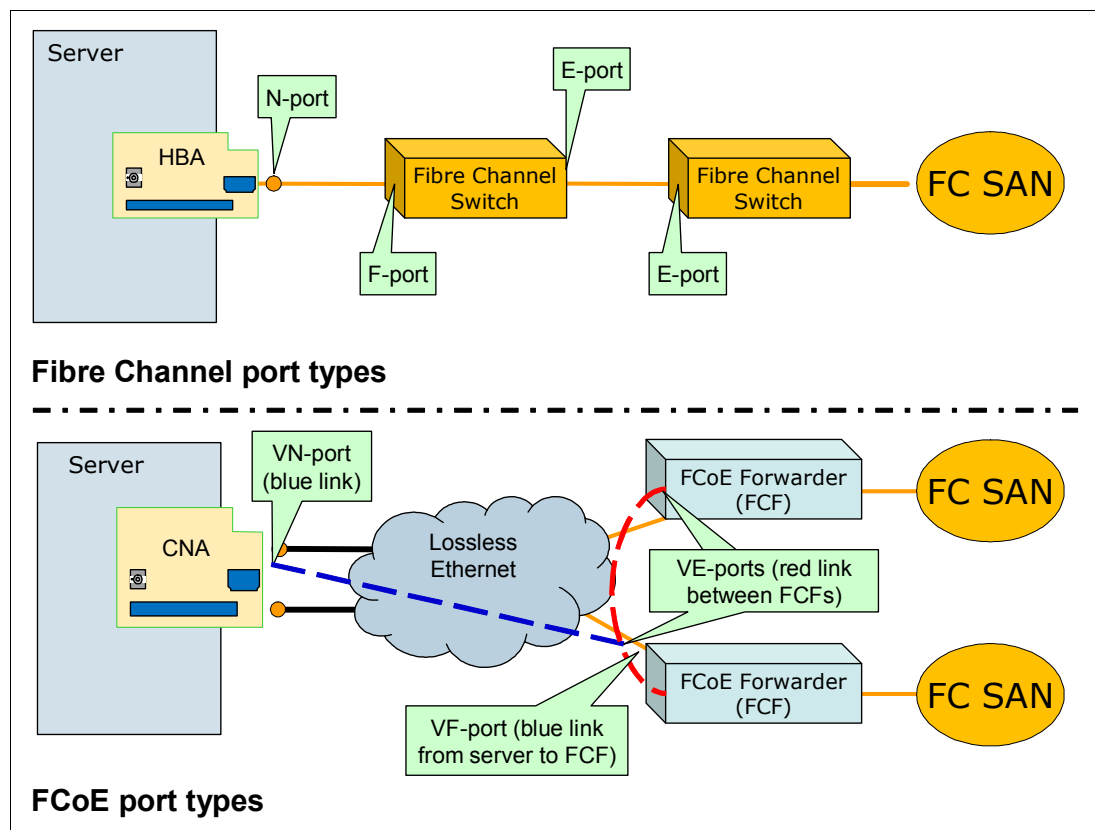 Server
E-port
N-port
HBA
Fibre Channel
Switch
Fibre Channel
Switch
FC SAN
F-port
E-port
Fibre Channel port types
Server
VN-port
(blue link)
FCoE Forwarder
(FCF)
FC SAN
CNA
Lossless
Ethernet
VE-ports (red link
between FCFs)
FCoE Forwarder
(FCF)
FC SAN
VF-port (blue link
from server to FCF)
FCoE port types